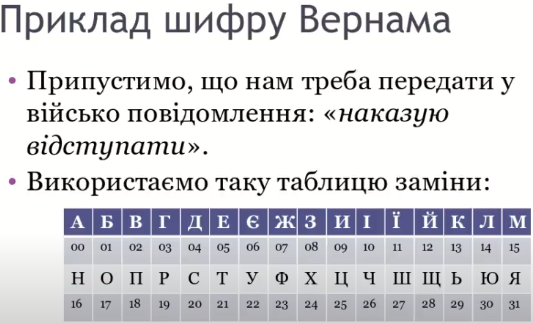 Приклад шифру Вернама
• Припустимо, що нам треба передати у
військо повідомлення: «наказую
відступати».
• Використаємо таку таблицю заміни:
А Б В Г Д Е Є Ж З И І Ї Й К Л М
00 01 02 03 04 05 06 07 08 09 10 11 12 13 14 15
Н О П Р С Т У Ф Х Ц Ч Ш Щ Ь Ю Я
16 17 18 19 20 21 22 23 24 25 26 27 28 29 30 31